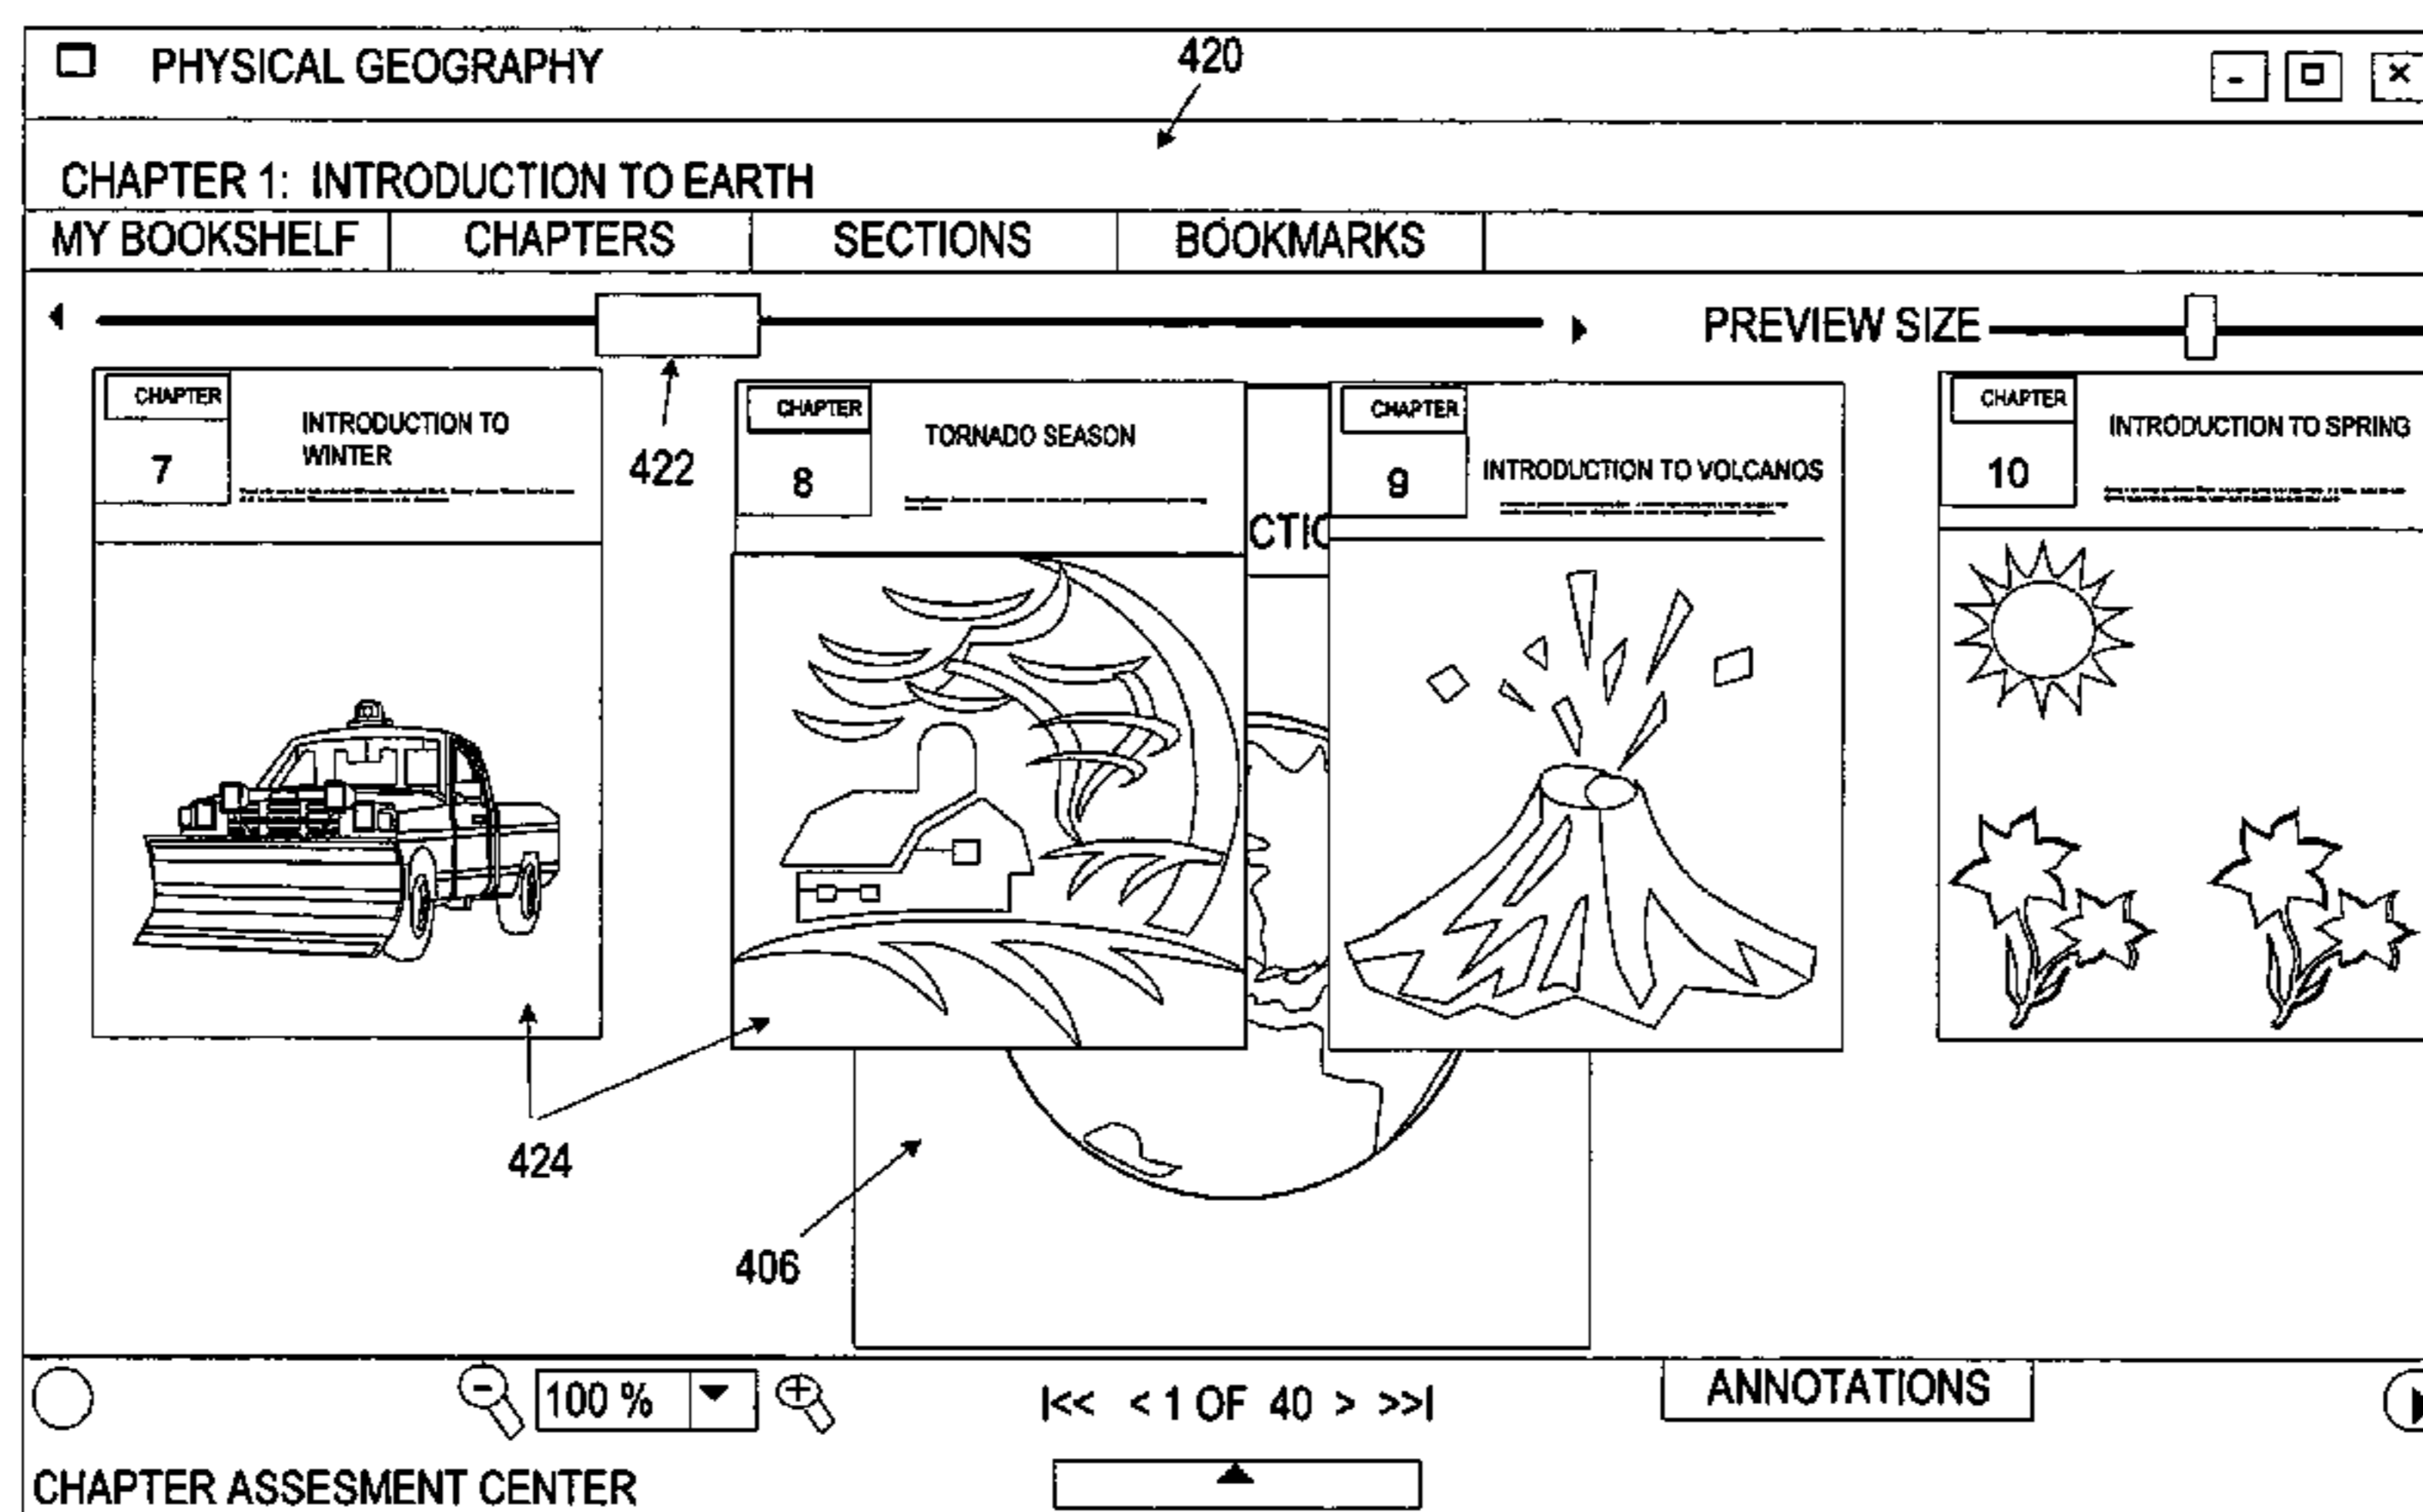 PHYSICAL GEOGRAPHY
420
CHAPTER 1: INTRODUCTION TO EARTH
MY BOOKSHELF CHAPTERS SECTIONS BOOKMARKS
PREVIEW SIZE
CHAPTER
7
INTRODUCTION TO
WINTER
422
CHAPTER
8
TORNADO SEASON
CTIO
CHAPTER
9
INTRODUCTION TO VOLCANOS
CHAPTER
10
INTRODUCTION TO SPRING
424
406
100 %
|<< < 1 OF 40 > >>|
ANNOTATIONS
CHAPTER ASSESMENT CENTER